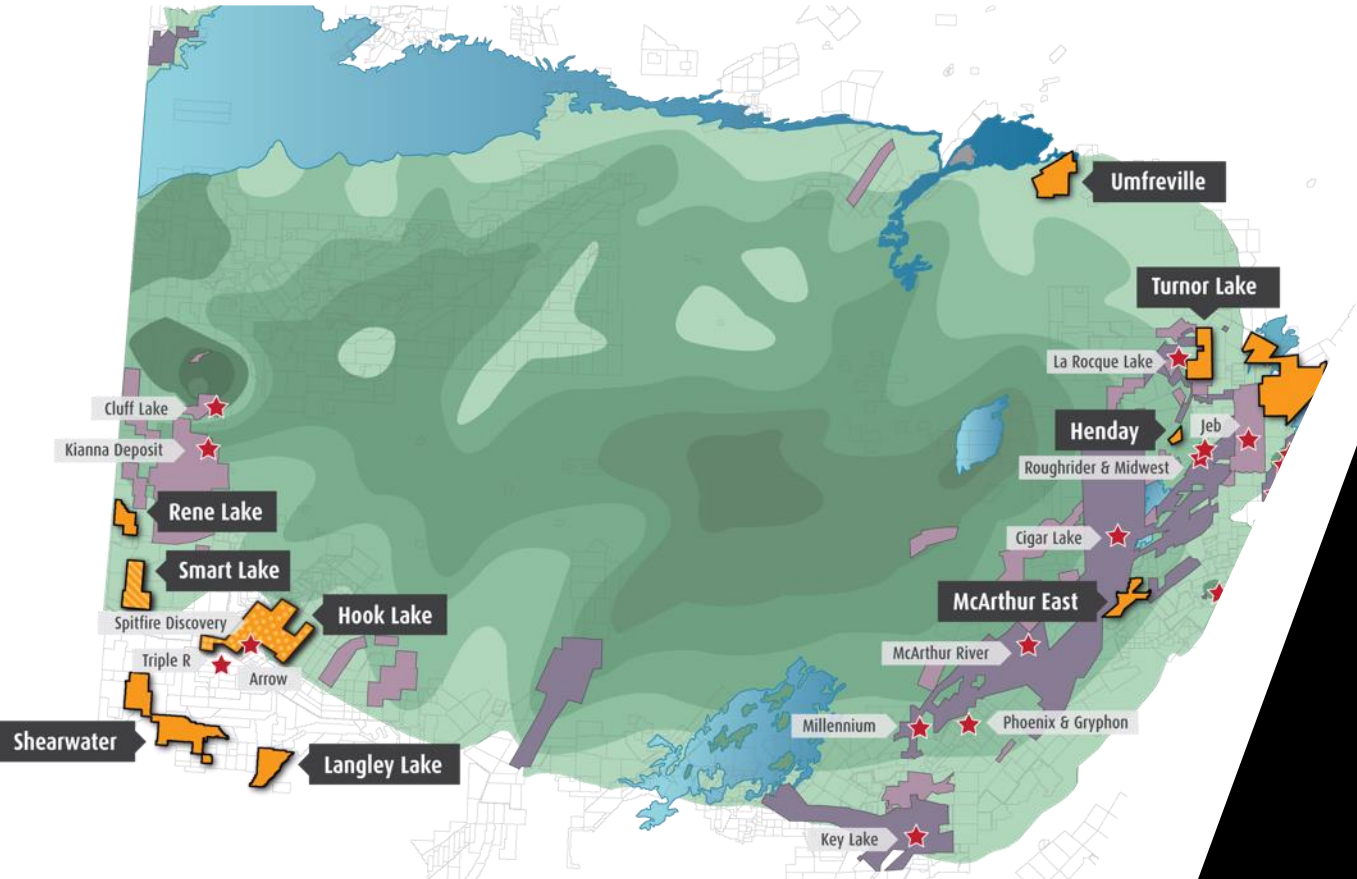 Umfreville
Turnor Lake
La Rocque Lake
Cluff Lake
Henday
Jeb
Kianna Deposit
Roughrider & Midwest
Rene Lake
Cigar Lake
Smart Lake
McArthur East
Hook Lake
Spitfire Discovery
McArthur River
Triple R
Arrow
Millennium
Phoenix & Gryphon
Shearwater
Langley Lake
Key Lake